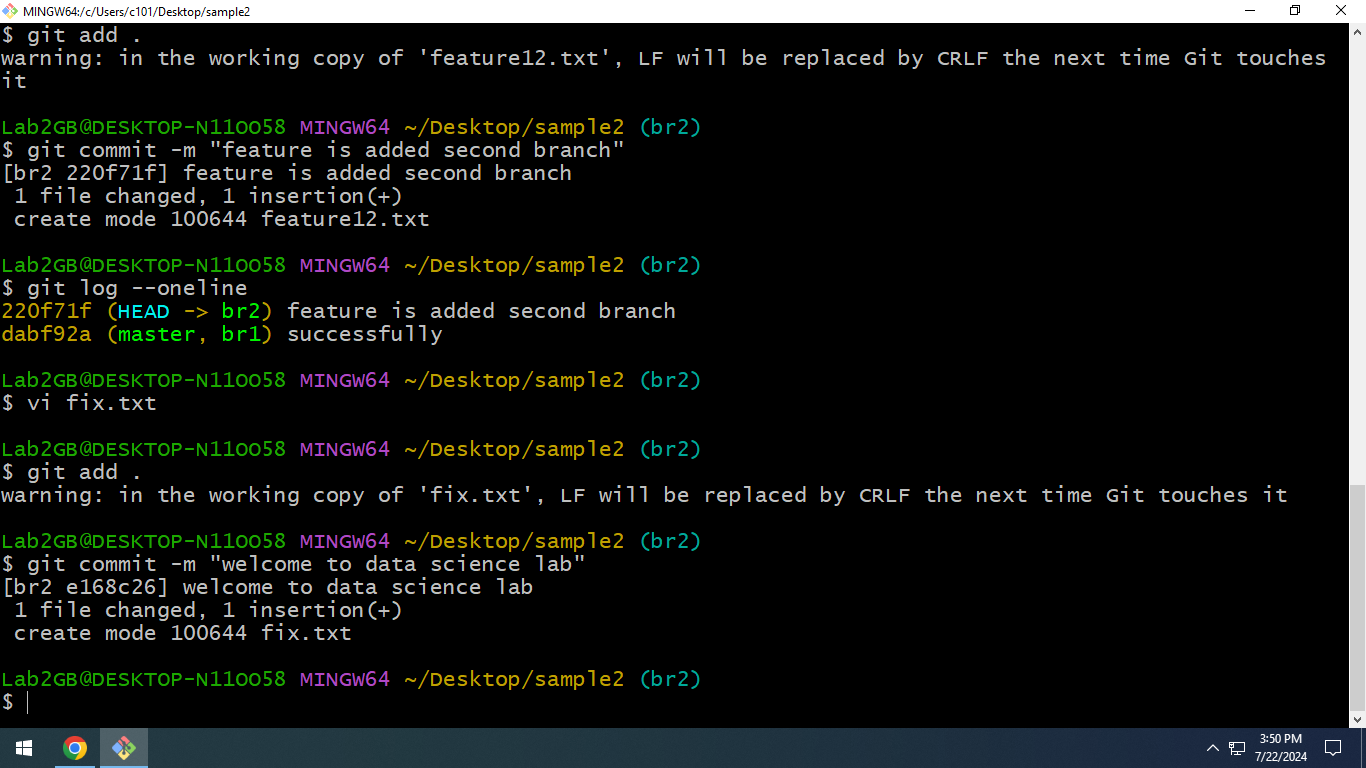 MINGW64:/c/Users/c101/Desktop/sample2
$ git add .
warning: in the working copy of 'feature12.txt', LF will be replaced by CRLF the next time Git touches
it
Lab2GB@DESKTOP-N11OO58 MINGW64 ~/Desktop/sample2 (br2)
$ git commit -m "feature is added second branch"
[br2 220f71f] feature is added second branch
1 file changed, 1 insertion(+)
create mode 100644 feature12.txt
Lab2GB@DESKTOP-N11OO58 MINGW64 ~/Desktop/sample2 (br2)
$ git log --oneline
220f71f (HEAD -> br2) feature is added second branch
dabf92a (master, br1) successfully
Lab2GB@DESKTOP-N11OO58 MINGW64 ~/Desktop/sample2 (br2)
$ vi fix.txt
Lab2GB@DESKTOP-N11OO58 MINGW64 ~/Desktop/sample2 (br2)
$ git add .
warning: in the working copy of 'fix.txt', LF will be replaced by CRLF the next time Git touches it
Lab2GB@DESKTOP-N11OO58 MINGW64 ~/Desktop/sample2 (br2)
$ git commit -m "welcome to data science lab"
[br2 e168c26] welcome to data science lab
1 file changed, 1 insertion(+)
create mode 100644 fix.txt
Lab2GB@DESKTOP-N11OO58 MINGW64 ~/Desktop/sample2 (br2)
$
3:50 PM
7/22/2024